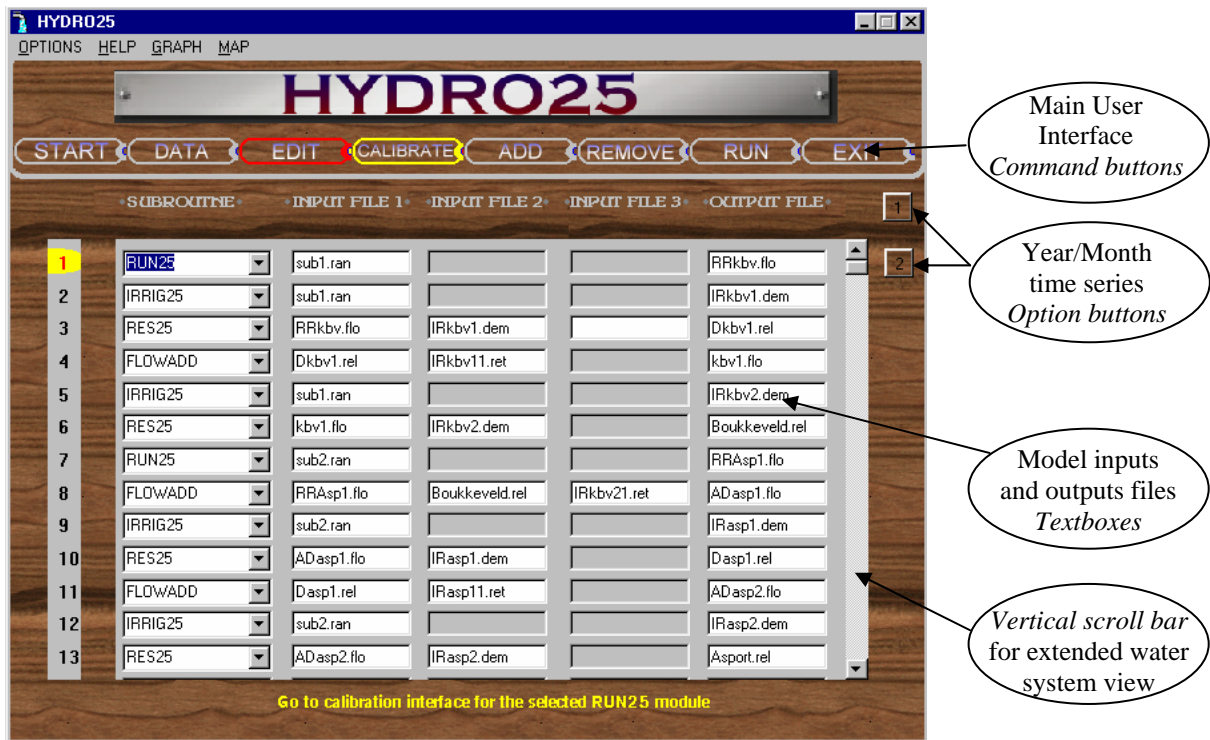 HYDRO25
OPTIONS HELP GRAPH MAP
HYDRO25
START DATA EDIT CALIBRATE ADD REMOVE RUN EXIT
SUBROUTINE INPUT FILE 1 INPUT FILE 2 INPUT FILE 3 OUTPUT FILE 1
2
1 RUN25 sub1.ran RRkbv.flo
2 IRRIG25 sub1.ran IRkbv1.dem
3 RES25 RRkbv.flo IRkbv1.dem Dkbv1.rel
4 FLOWADD Dkbv1.rel IRkbv11.ret kbv1.flo
5 IRRIG25 sub1.ran IRkbv2.dem
6 RES25 kbv1.flo IRkbv2.dem Boukkeveld.rel
7 RUN25 sub2.ran RRAsp1.flo
8 FLOWADD RRAsp1.flo Boukkeveld.rel IRkbv21.ret ADasp1.flo
9 IRRIG25 sub2.ran IRasp1.dem
10 RES25 ADasp1.flo IRasp1.dem Dasp1.rel
11 FLOWADD Dasp1.rel IRasp11.ret ADasp2.flo
12 IRRIG25 sub2.ran IRasp2.dem
13 RES25 ADasp2.flo IRasp2.dem Asport.rel
Go to calibration interface for the selected RUN25 module
Main User
Interface
Command buttons
Year/Month
time series
Option buttons
Model inputs
and outputs files
Textboxes
Vertical scroll bar
for extended water
system view